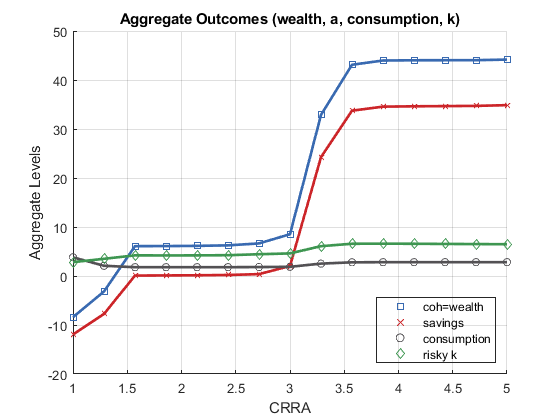 Aggregate Outcomes (wealth, a, consumption, k)
50
40
30
20
10
0
-10
-20
Aggregate Levels
1
1.5
2
2.5
3
3.5
4
4.5
5
CRRA
coh=wealth
savings
consumption
risky k